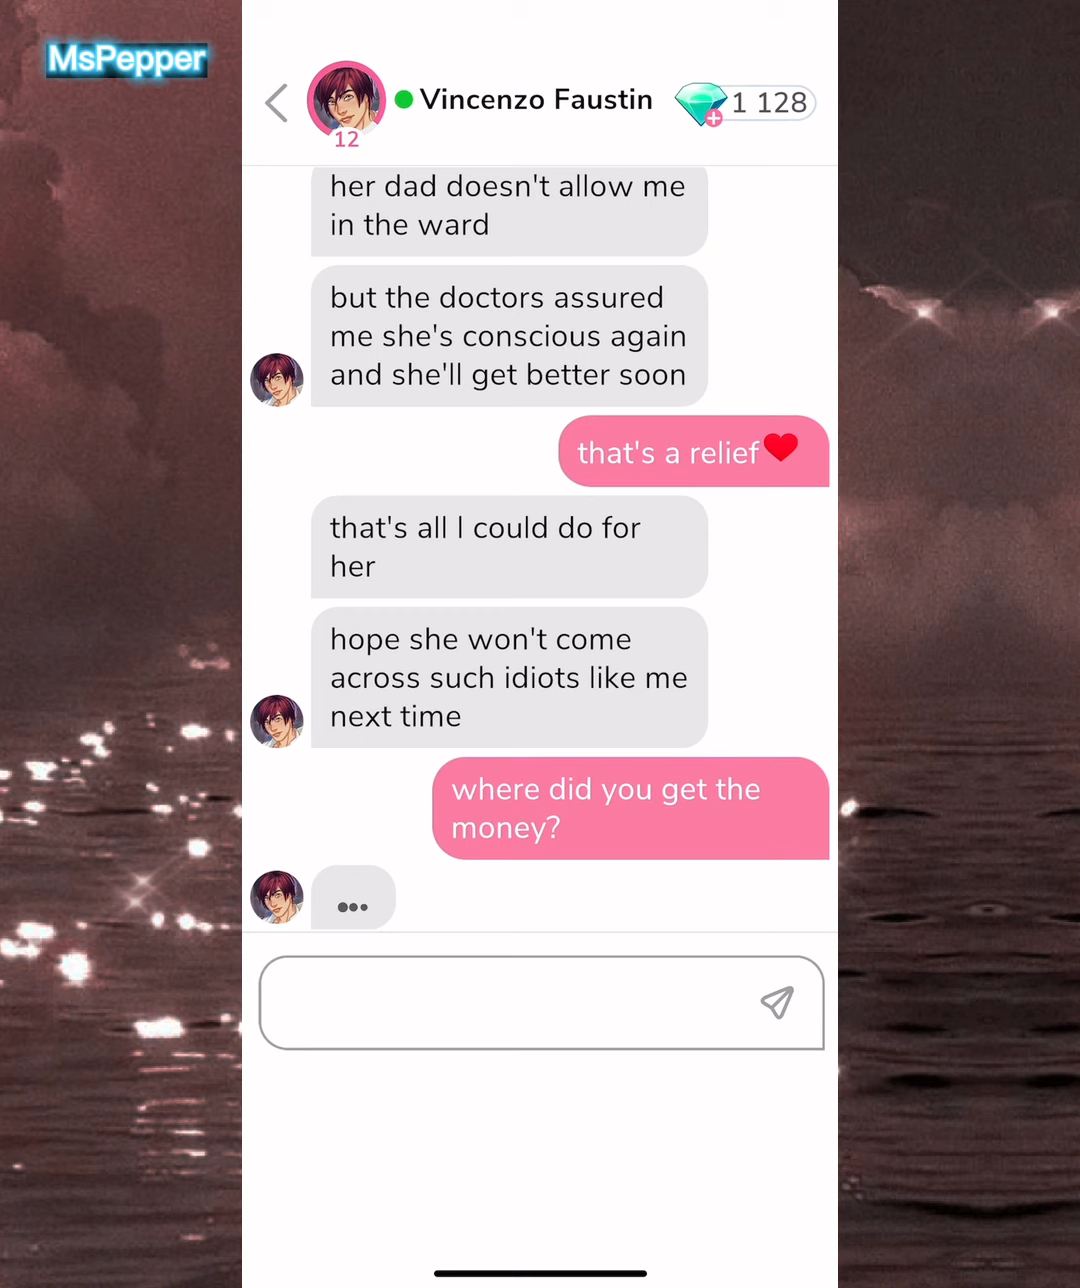 MsPepper
Vincenzo Faustin
1 128
12
her dad doesn't allow me
in the ward
but the doctors assured
me she's conscious again
and she'll get better soon
that's a relief❤️
that's all I could do for
her
hope she won't come
across such idiots like me
next time
where did you get the
money?
•••